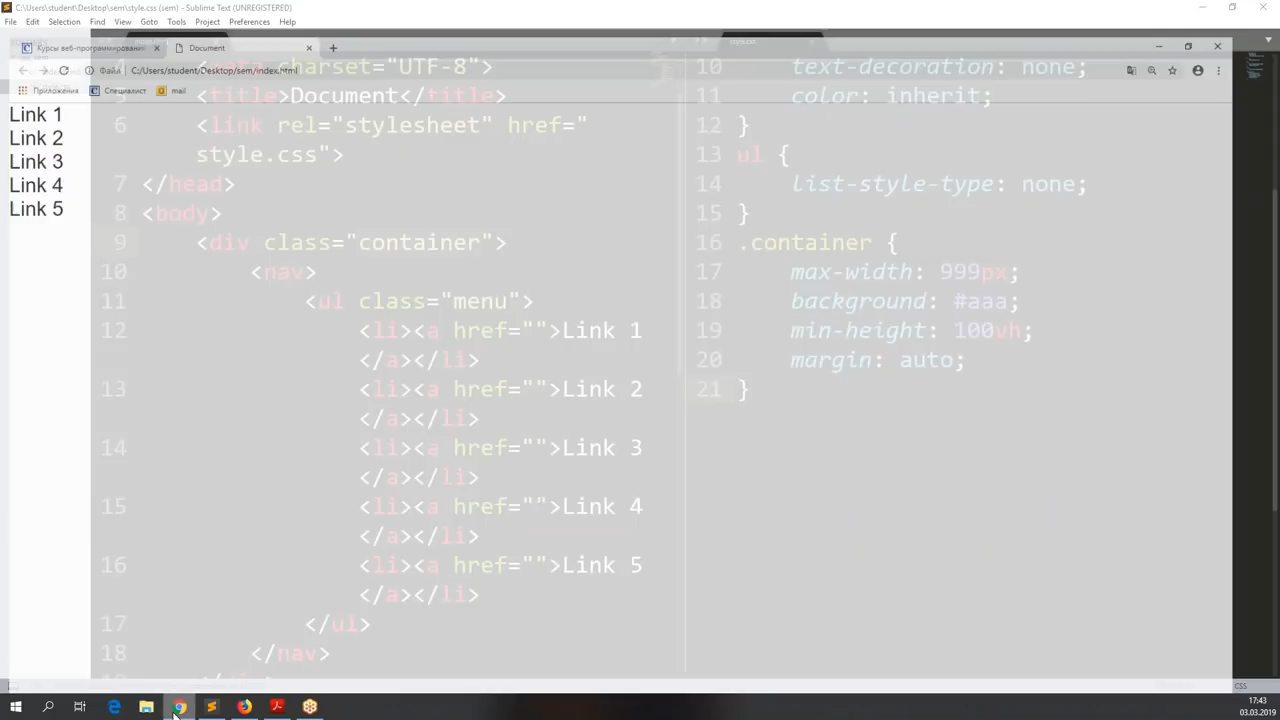 C:\Users\student\Desktop\sem\style.css (sem) - Sublime Text (UNREGISTERED)
File Edit Selection Find View Goto Tools Project Preferences Help
Курсы веб-программирования
Document
Файл C:/Users/student/Desktop/sem/index.html
Приложения Специалист mail
Link 1
Link 2
Link 3
Link 4
Link 5
<meta charset="UTF-8">
<title>Document</title>
6 <link rel="stylesheet" href="
style.css">
7 </head>
8 <body>
9 <div class="container">
10 <nav>
11 <ul class="menu">
12 <li><a href="">Link 1
</a></li>
13 <li><a href="">Link 2
</a></li>
14 <li><a href="">Link 3
</a></li>
15 <li><a href="">Link 4
</a></li>
16 <li><a href="">Link 5
</a></li>
17 </ul>
18 </nav>
10 text-decoration: none;
11 color: inherit;
12 }
13 ul {
14 list-style-type: none;
15 }
16 .container {
17 max-width: 999px;
18 background: #aaa;
19 min-height: 100vh;
20 margin: auto;
21 }
CSS
17:43
03.03.2019